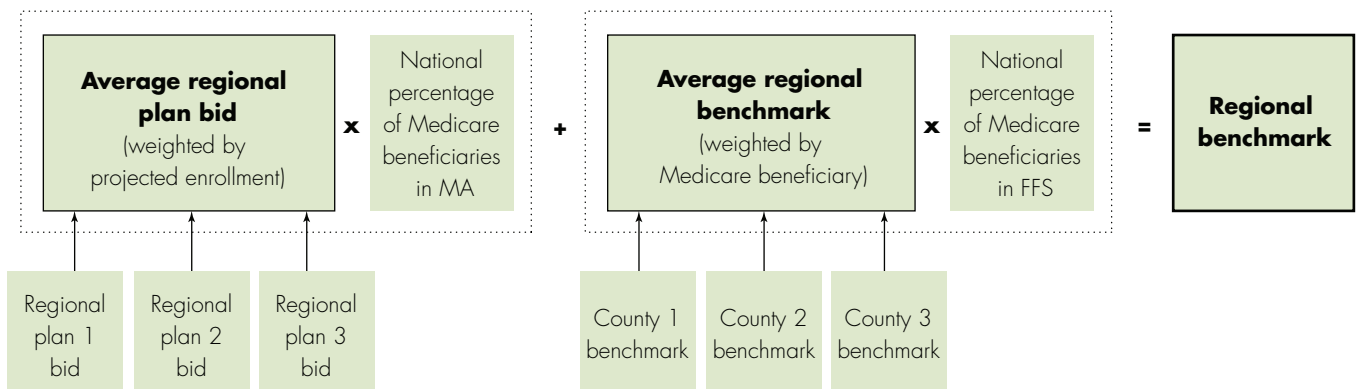 Average regional
plan bid
(weighted by
projected enrollment)
x
National
percentage
of Medicare
beneficiaries
in MA
+
Average regional
benchmark
(weighted by
Medicare beneficiary)
x
National
percentage
of Medicare
beneficiaries
in FFS
=
Regional
benchmark
Regional
plan 1
bid
Regional
plan 2
bid
Regional
plan 3
bid
County 1
benchmark
County 2
benchmark
County 3
benchmark